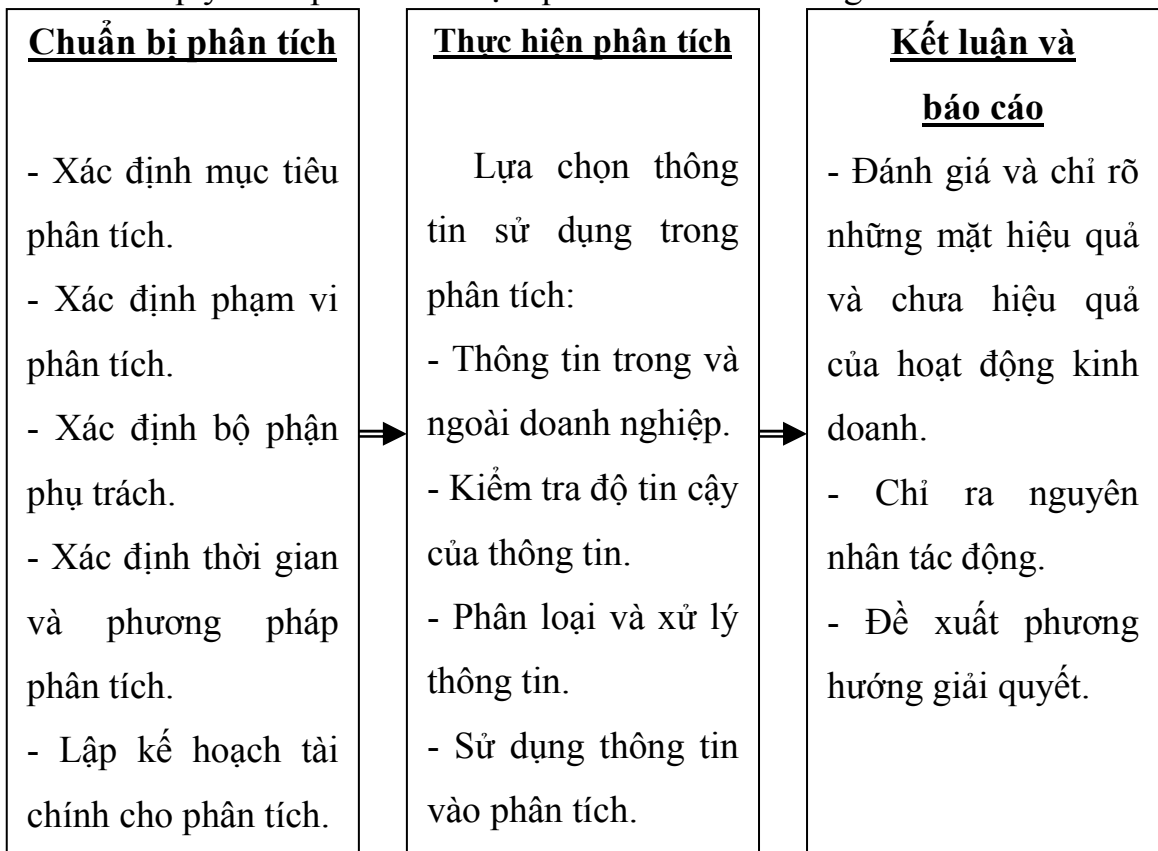 Chuẩn bị phân tích
- Xác định mục tiêu
phân tích.
- Xác định phạm vi
phân tích.
- Xác định bộ phận
phụ trách.
- Xác định thời gian
và phương pháp
phân tích.
- Lập kế hoạch tài
chính cho phân tích.
Thực hiện phân tích
Lựa chọn thông
tin sử dụng trong
phân tích:
- Thông tin trong và
ngoài doanh nghiệp.
- Kiểm tra độ tin cậy
của thông tin.
- Phân loại và xử lý
thông tin.
- Sử dụng thông tin
vào phân tích.
Kết luận và
báo cáo
- Đánh giá và chỉ rõ
những mặt hiệu quả
và chưa hiệu quả
của hoạt động kinh
doanh.
- Chỉ ra nguyên
nhân tác động.
- Đề xuất phương
hướng giải quyết.